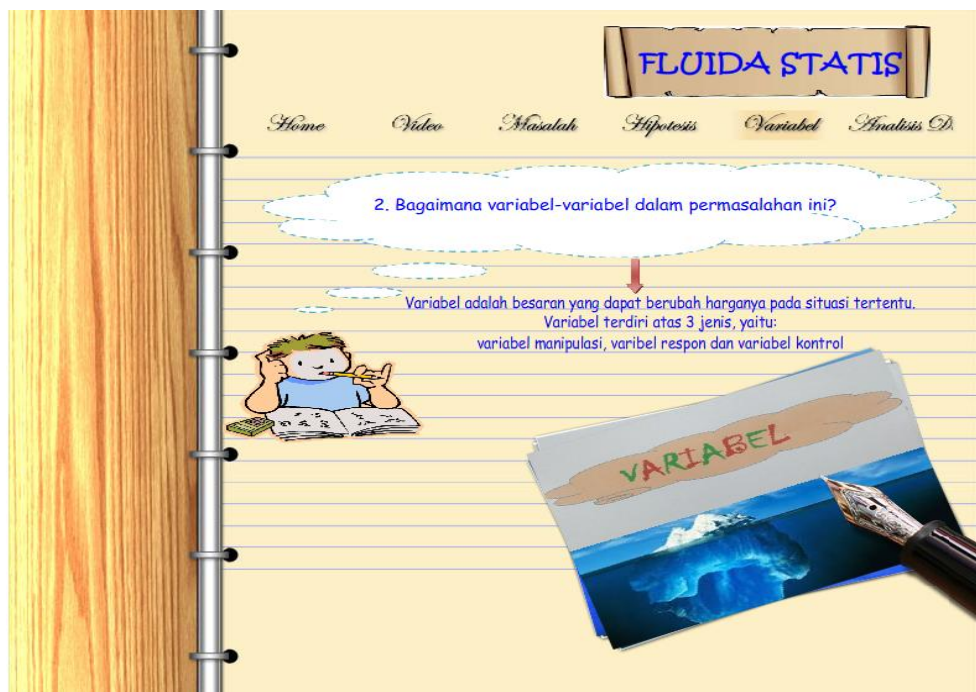 FLUIDA STATIS
Home Video Masalah Hipotesis Variabel Analisis D.
2. Bagaimana variabel-variabel dalam permasalahan ini?
Variabel adalah besaran yang dapat berubah harganya pada situasi tertentu.
Variabel terdiri atas 3 jenis, yaitu:
variabel manipulasi, varibel respon dan variabel kontrol
VARIABEL